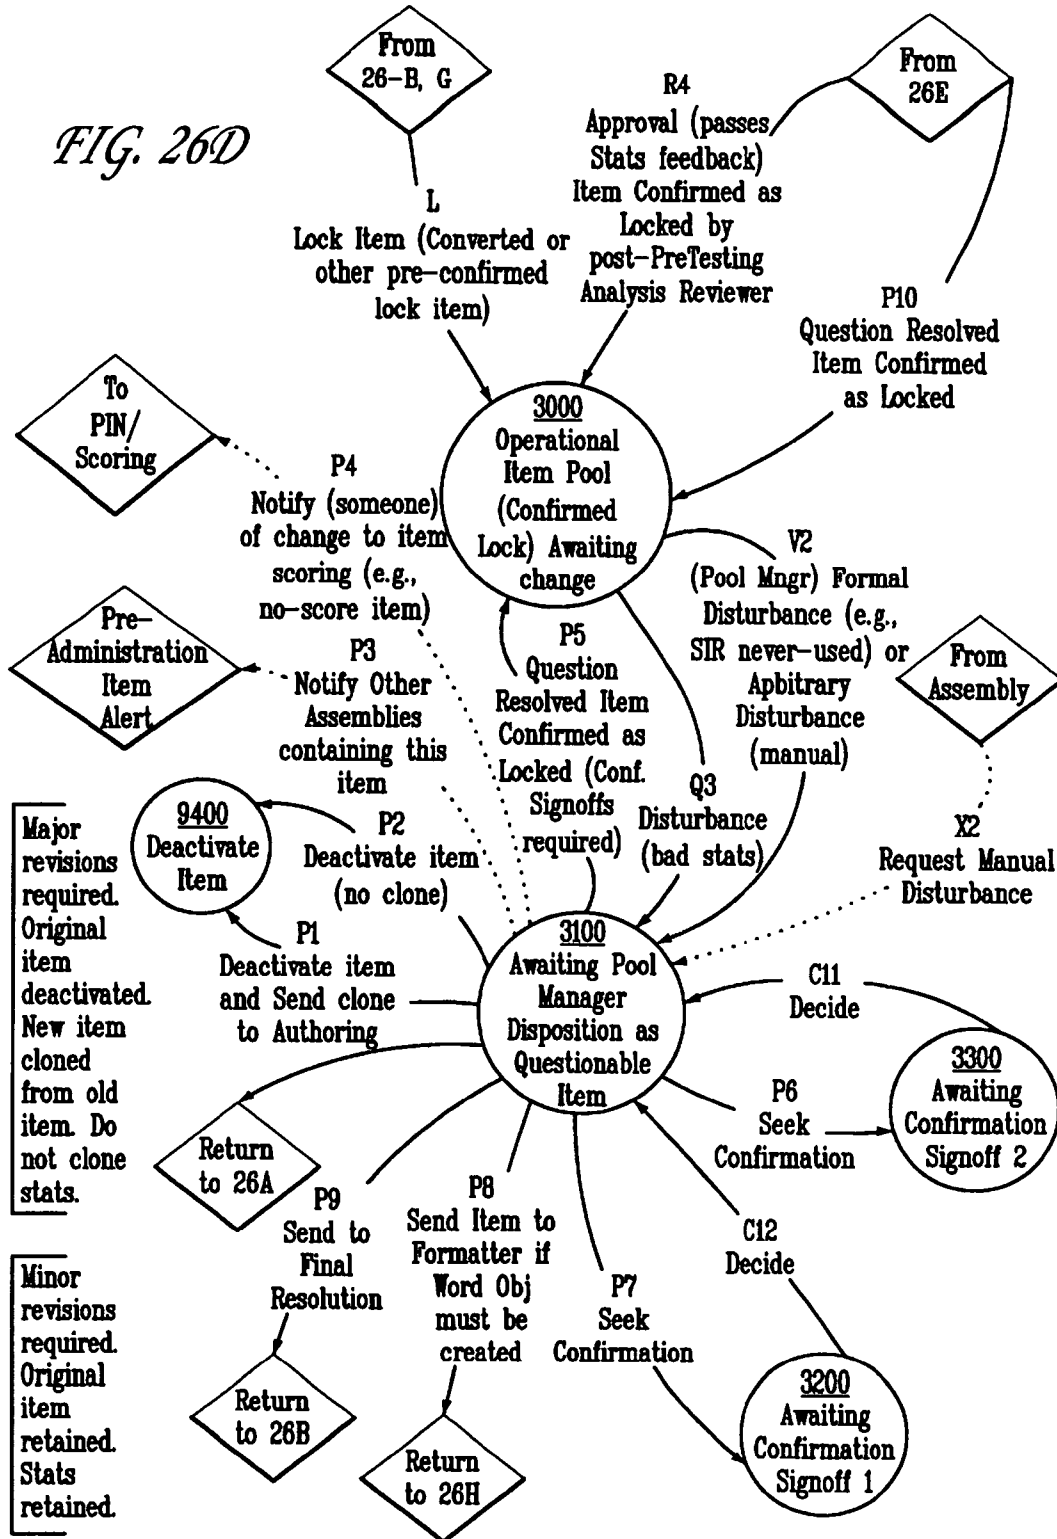 FIG. 26D
From
26-B, G
From
26E
R4
Approval (passes
Stats feedback)
Item Confirmed as
Locked by
post-PreTesting
Analysis Reviewer
L
Lock Item (Converted or
other pre-confirmed
lock item)
P10
Question Resolved
Item Confirmed
as Locked
To
PIN/
Scoring
3000
Operational
Item Pool
(Confirmed
Lock) Awaiting
change
P4
Notify (someone)
of change to item
scoring (e.g.,
no-score item)
V2
(Pool Mngr) Formal
Disturbance (e.g.,
SIR never-used) or
Apbitrary
Disturbance
(manual)
Pre-
Administration
Item
Alert
P3
Notify Other
Assemblies
containing this
item
P5
Question
Resolved Item
Confirmed as
Locked (Conf.
Signoffs
required)
From
Assembly
Q3
Disturbance
(bad stats)
X2
Request Manual
Disturbance
9400
Deactivate
Item
P2
Deactivate item
(no clone)
Major
revisions
required.
Original
item
deactivated.
New item
cloned
from old
item. Do
not clone
stats.
P1
Deactivate item
and Send clone
to Authoring
3100
Awaiting Pool
Manager
Disposition as
Questionable
Item
C11
Decide
3300
Awaiting
Confirmation
Signoff 2
P6
Seek
Confirmation
Return
to 26A
P9
Send to
Final
Resolution
P8
Send Item to
Formatter if
Word Obj
must be
created
C12
Decide
P7
Seek
Confirmation
Minor
revisions
required.
Original
item
retained.
Stats
retained.
Return
to 26B
Return
to 26H
3200
Awaiting
Confirmation
Signoff 1